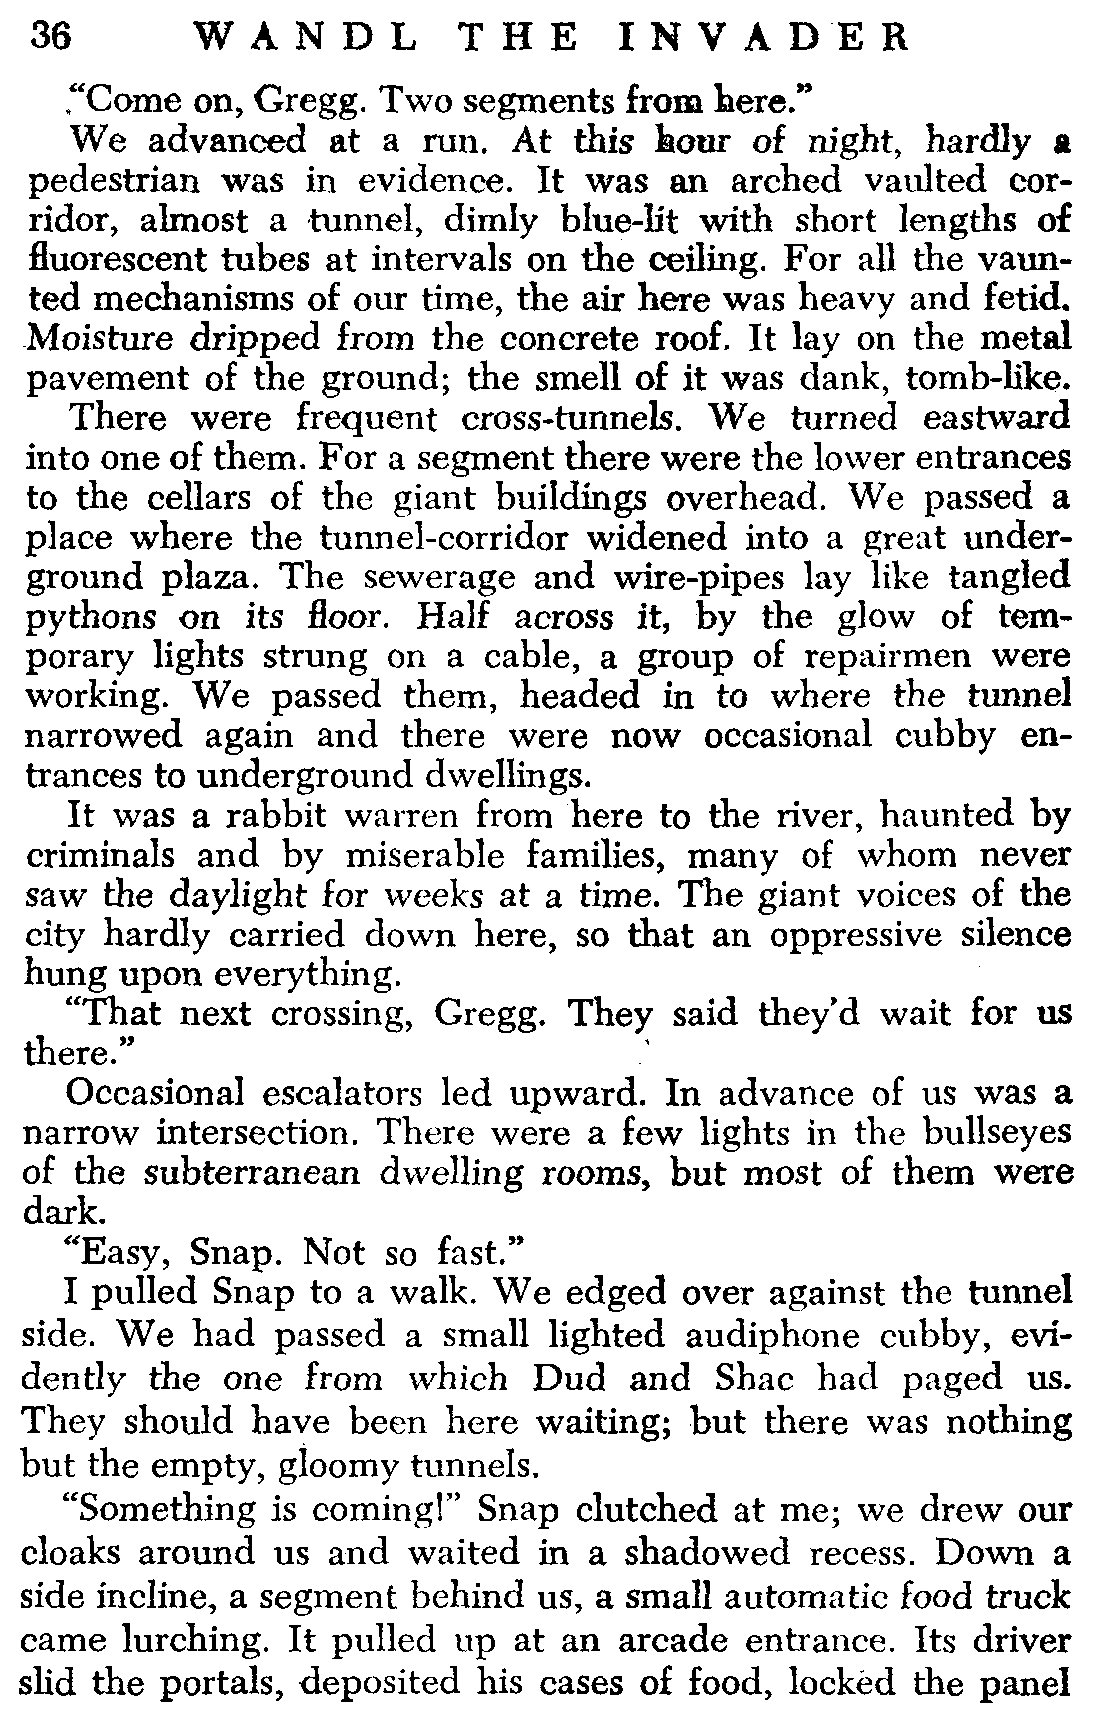 36 WANDL THE INVADER
“Come on, Gregg. Two segments from here.”
We advanced at a run. At this hour of night, hardly a
pedestrian was in evidence. It was an arched vaulted cor-
ridor, almost a tunnel, dimly blue-lit with short lengths of
fluorescent tubes at intervals on the ceiling. For all the vaun-
ted mechanisms of our time, the air here was heavy and fetid.
Moisture dripped from the concrete roof. It lay on the metal
pavement of the ground; the smell of it was dank, tomb-like.
There were frequent cross-tunnels. We turned eastward
into one of them. For a segment there were the lower entrances
to the cellars of the giant buildings overhead. We passed a
place where the tunnel-corridor widened into a great under-
ground plaza. The sewerage and wire-pipes lay like tangled
pythons on its floor. Half across it, by the glow of tem-
porary lights strung on a cable, a group of repairmen were
working. We passed them, headed in to where the tunnel
narrowed again and there were now occasional cubby en-
trances to underground dwellings.
It was a rabbit warren from here to the river, haunted by
criminals and by miserable families, many of whom never
saw the daylight for weeks at a time. The giant voices of the
city hardly carried down here, so that an oppressive silence
hung upon everything.
“That next crossing, Gregg. They said they’d wait for us
there.”
Occasional escalators led upward. In advance of us was a
narrow intersection. There were a few lights in the bullseyes
of the subterranean dwelling rooms, but most of them were
dark.
“Easy, Snap. Not so fast.”
I pulled Snap to a walk. We edged over against the tunnel
side. We had passed a small lighted audiphone cubby, evi-
dently the one from which Dud and Shac had paged us.
They should have been here waiting; but there was nothing
but the empty, gloomy tunnels.
“Something is coming!” Snap clutched at me; we drew our
cloaks around us and waited in a shadowed recess. Down a
side incline, a segment behind us, a small automatic food truck
came lurching. It pulled up at an arcade entrance. Its driver
slid the portals, deposited his cases of food, locked the panel